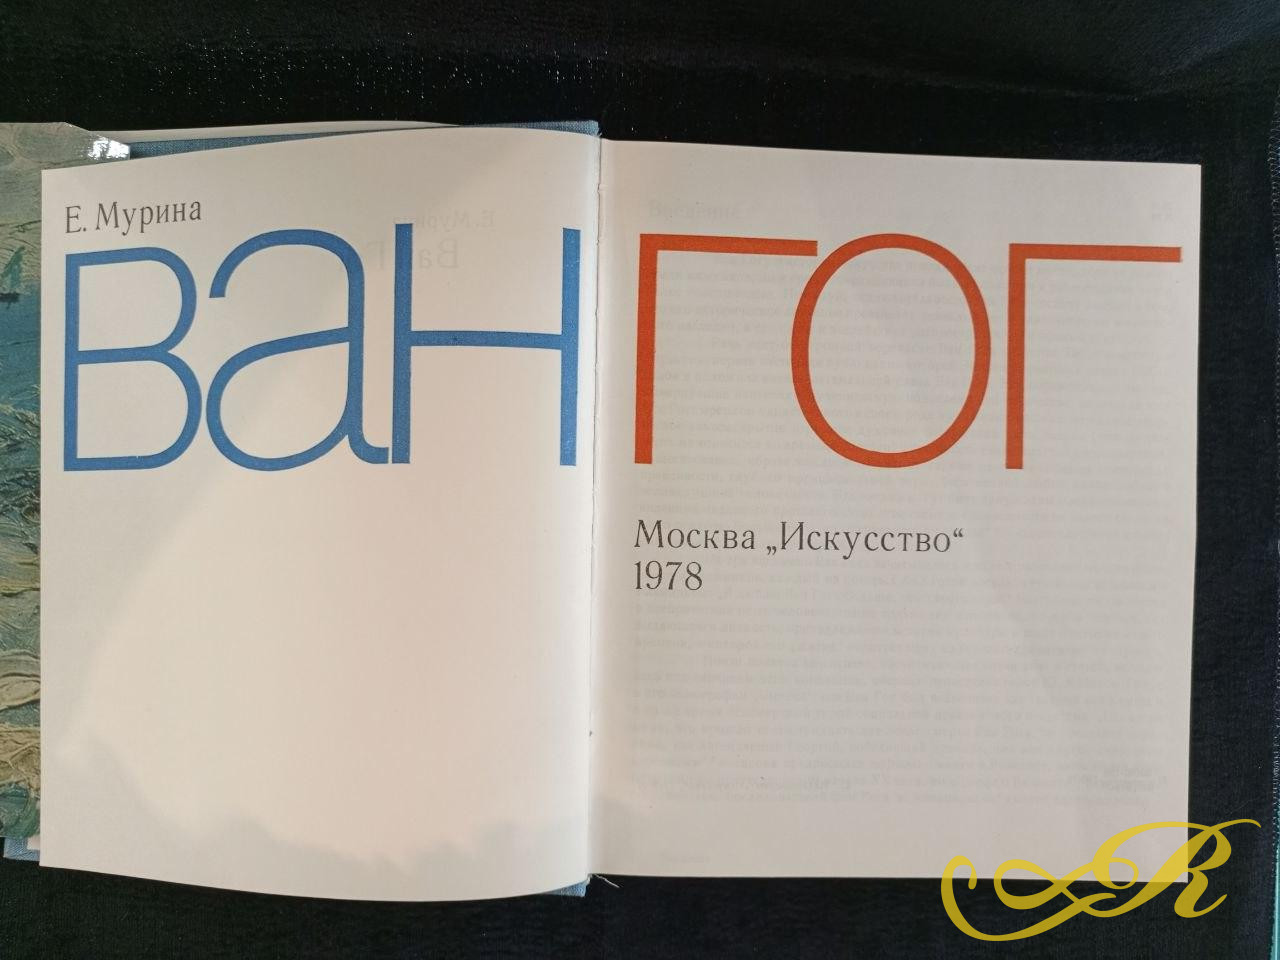 Е. Мурина
Ван Гог
Москва „Искусство“
1978
R